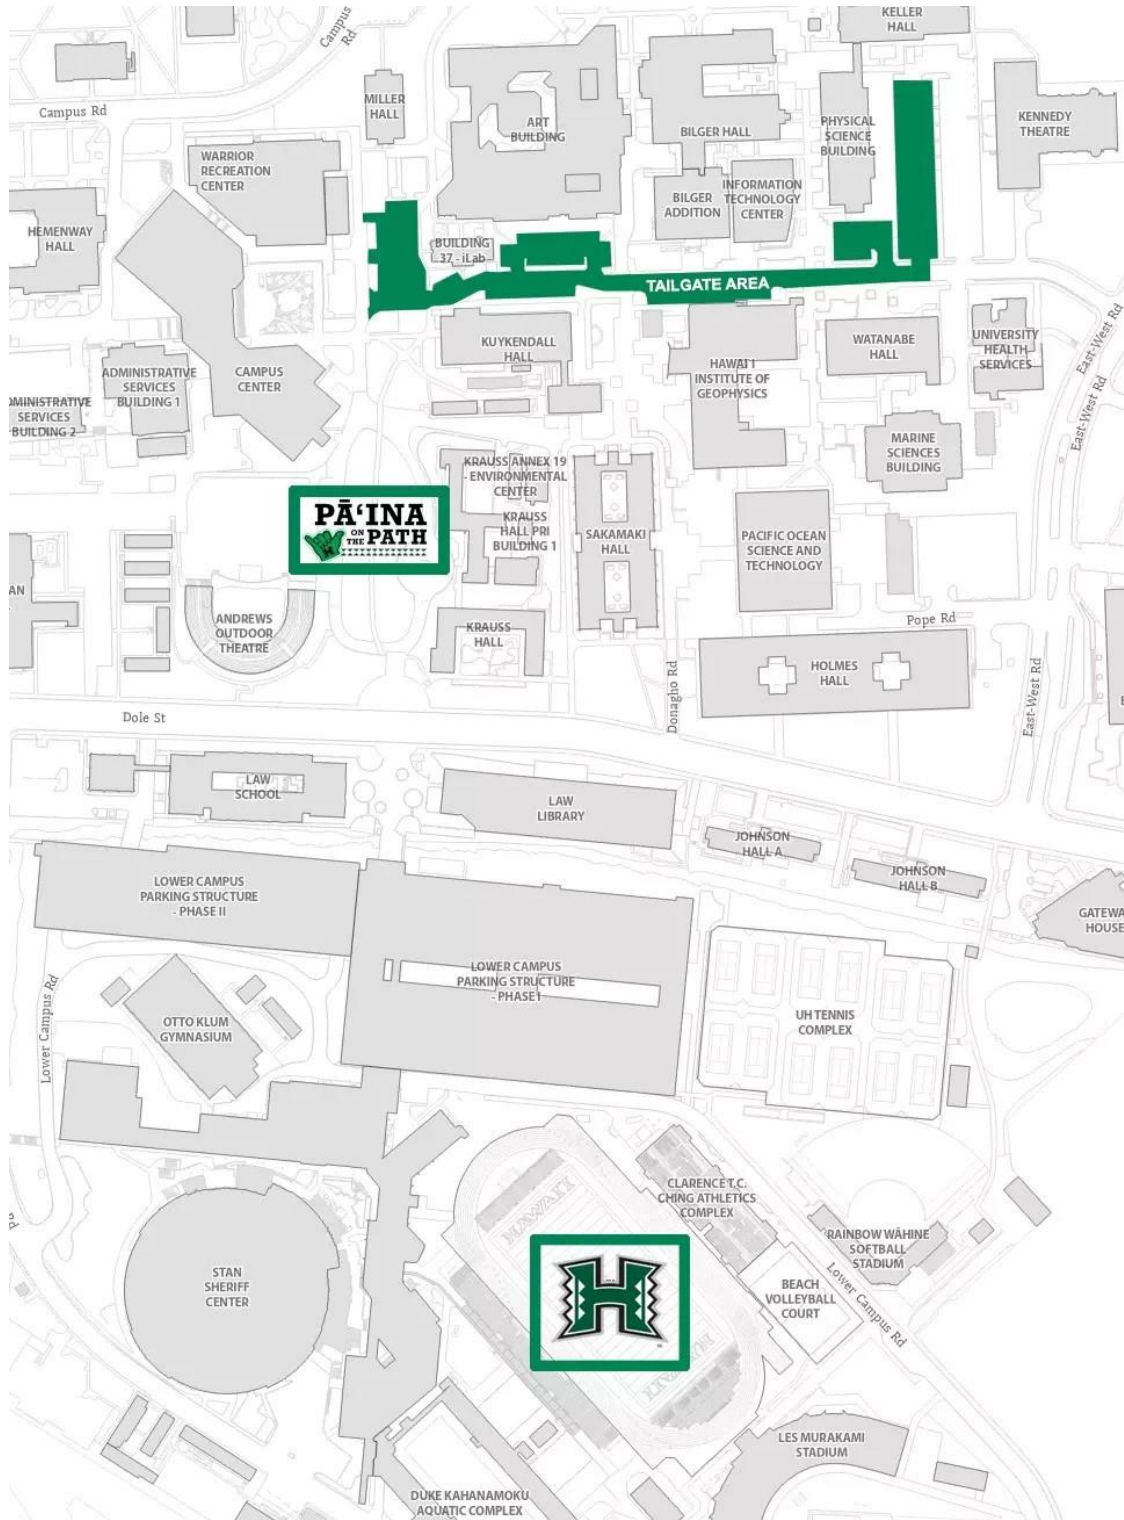 KELLER
HALL
Campus
Rd
Campus Rd
MILLER
HALL
ART
BUILDING
BILGER HALL
PHYSICAL
SCIENCE
BUILDING
KENNEDY
THEATRE
WARRIOR
RECREATION
CENTER
BILGER
ADDITION
INFORMATION
TECHNOLOGY
CENTER
HEMENWAY
HALL
BUILDING
37 - iLab
TAILGATE AREA
KUYKENDALL
HALL
HAWAI'I
INSTITUTE OF
GEOPHYSICS
WATANABE
HALL
UNIVERSITY
HEALTH
SERVICES
East-West Rd
East-West Rd
ADMINISTRATIVE
SERVICES
BUILDING 1
CAMPUS
CENTER
DMINISTRATIVE
SERVICES
BUILDING 2
MARINE
SCIENCES
BUILDING
KRAUSS ANNEX 19
- ENVIRONMENTAL
CENTER
PĀ‘INA
ON
THE PATH
KRAUSS
HALL PRI
BUILDING 1
SAKAMAKI
HALL
PACIFIC OCEAN
SCIENCE AND
TECHNOLOGY
AN
ANDREWS
OUTDOOR
THEATRE
KRAUSS
HALL
Pope Rd
HOLMES
HALL
Donagho Rd
East-West Rd
Dole St
LAW
SCHOOL
LAW
LIBRARY
JOHNSON
HALL A
JOHNSON
HALL B
LOWER CAMPUS
PARKING STRUCTURE
- PHASE II
GATEWA
HOUSE
LOWER CAMPUS
PARKING STRUCTURE
- PHASE I
Lower Campus Rd
OTTO KLUM
GYMNASIUM
UH TENNIS
COMPLEX
CLARENCE T.C.
CHING ATHLETICS
COMPLEX
HAWAII
RAINBOW WĀHINE
SOFTBALL
STADIUM
STAN
SHERIFF
CENTER
H
BEACH
VOLLEYBALL
COURT
Lower Campus Rd
HAWAII
LES MURAKAMI
STADIUM
DUKE KAHANAMOKU
AQUATIC COMPLEX